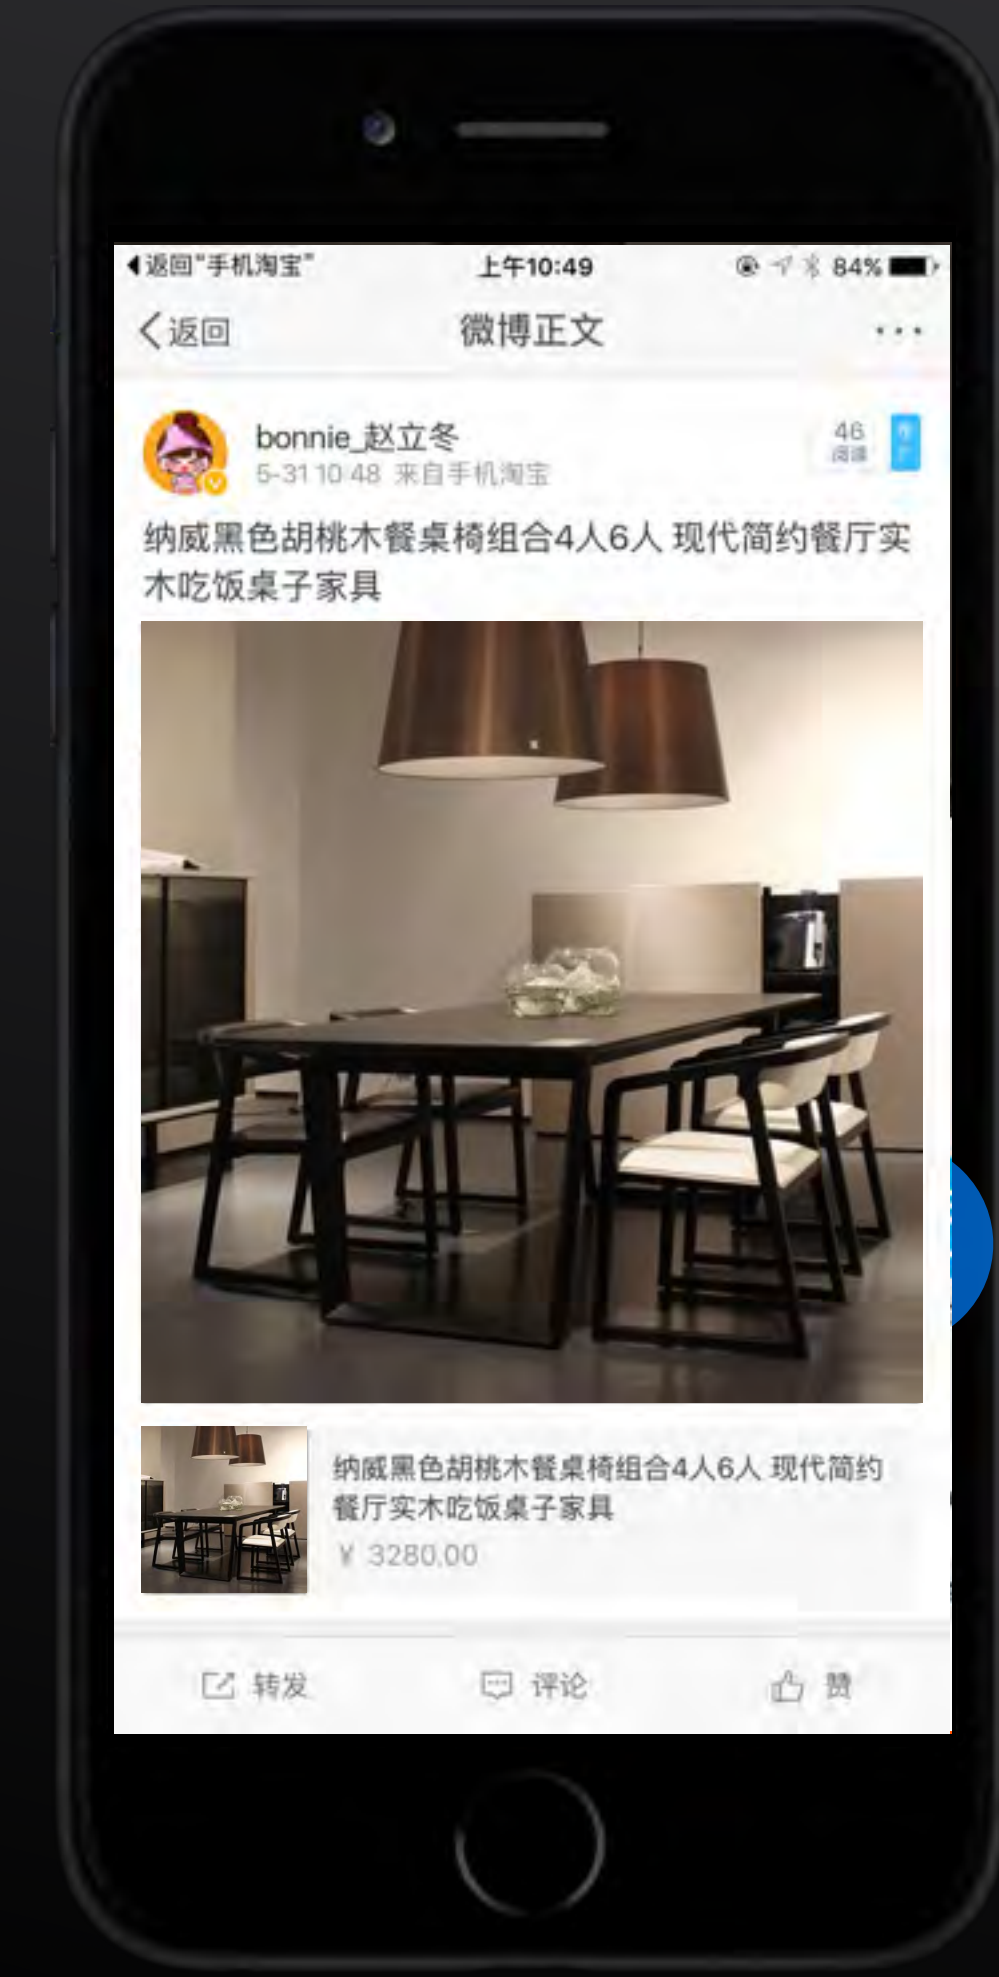 返回"手机淘宝"
上午10:49
84%
返回
微博正文
bonnie_赵立冬
46
阅读
5-31 10:48 来自手机淘宝
纳威黑色胡桃木餐桌椅组合4人6人 现代简约餐厅实
木吃饭桌子家具
纳威黑色胡桃木餐桌椅组合4人6人 现代简约
餐厅实木吃饭桌子家具
¥ 3280.00
转发
评论
赞